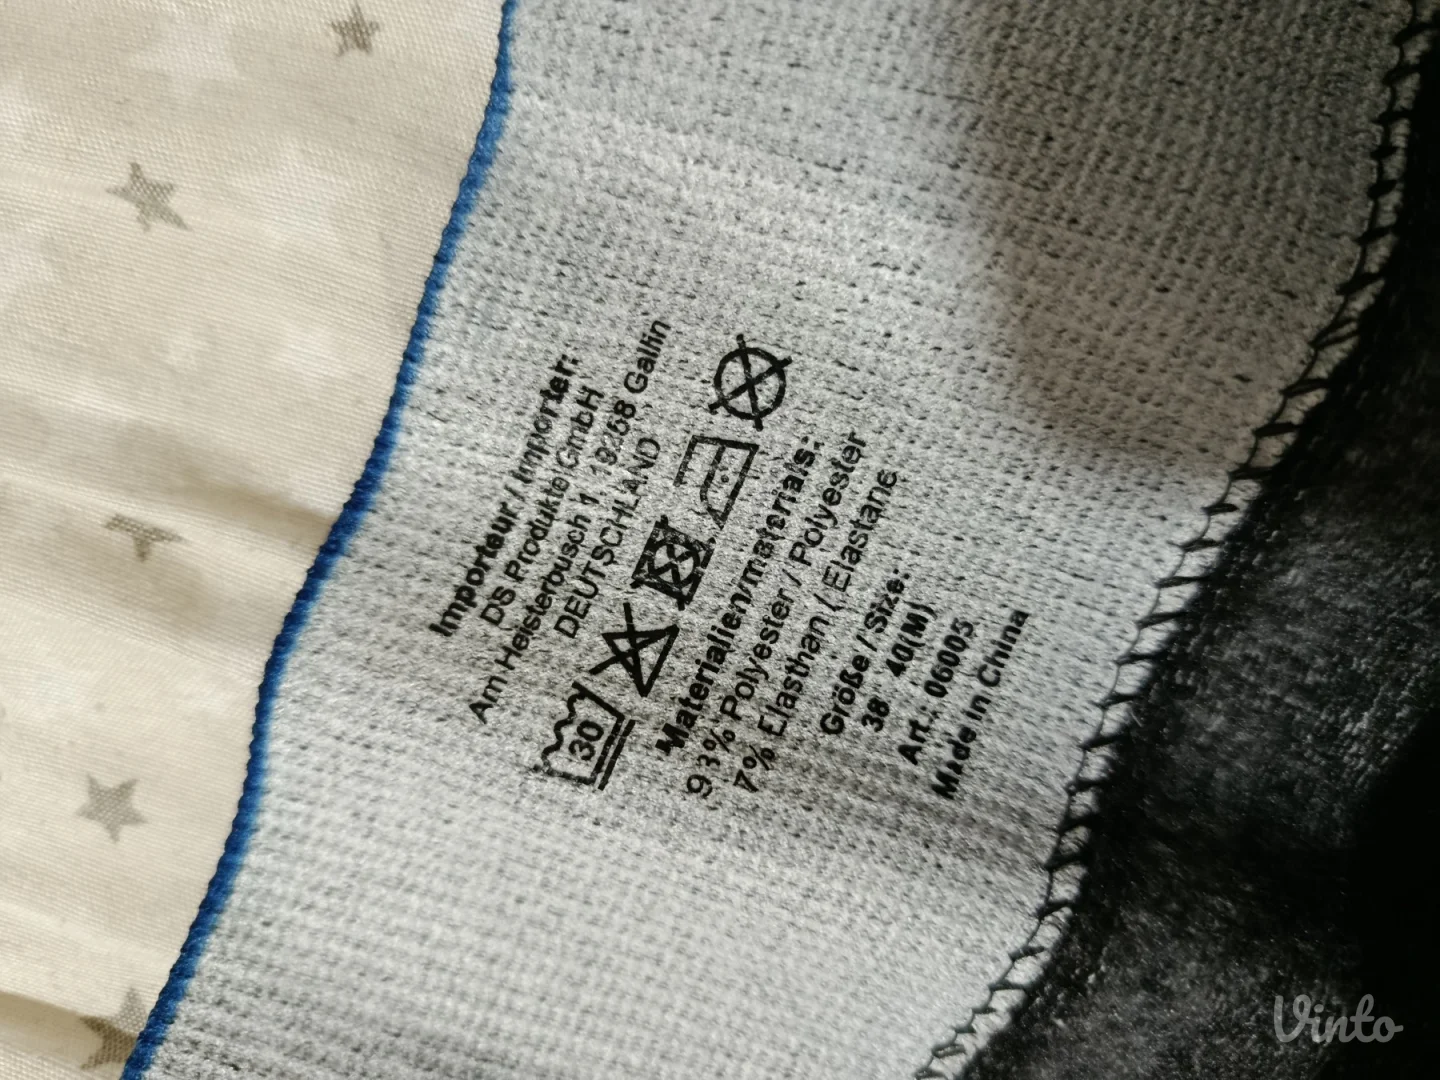 Importeur / Importer:
DS Produkte GmbH
Am Heisterbusch 1, 19258 Gallin
DEUTSCHLAND
30
Materialien/materials:
93% Polyester / Polyester
7% Elasthan ( Elastane
Größe / Size:
38 40(M)
Art.: 06005
Made in China
Vinto